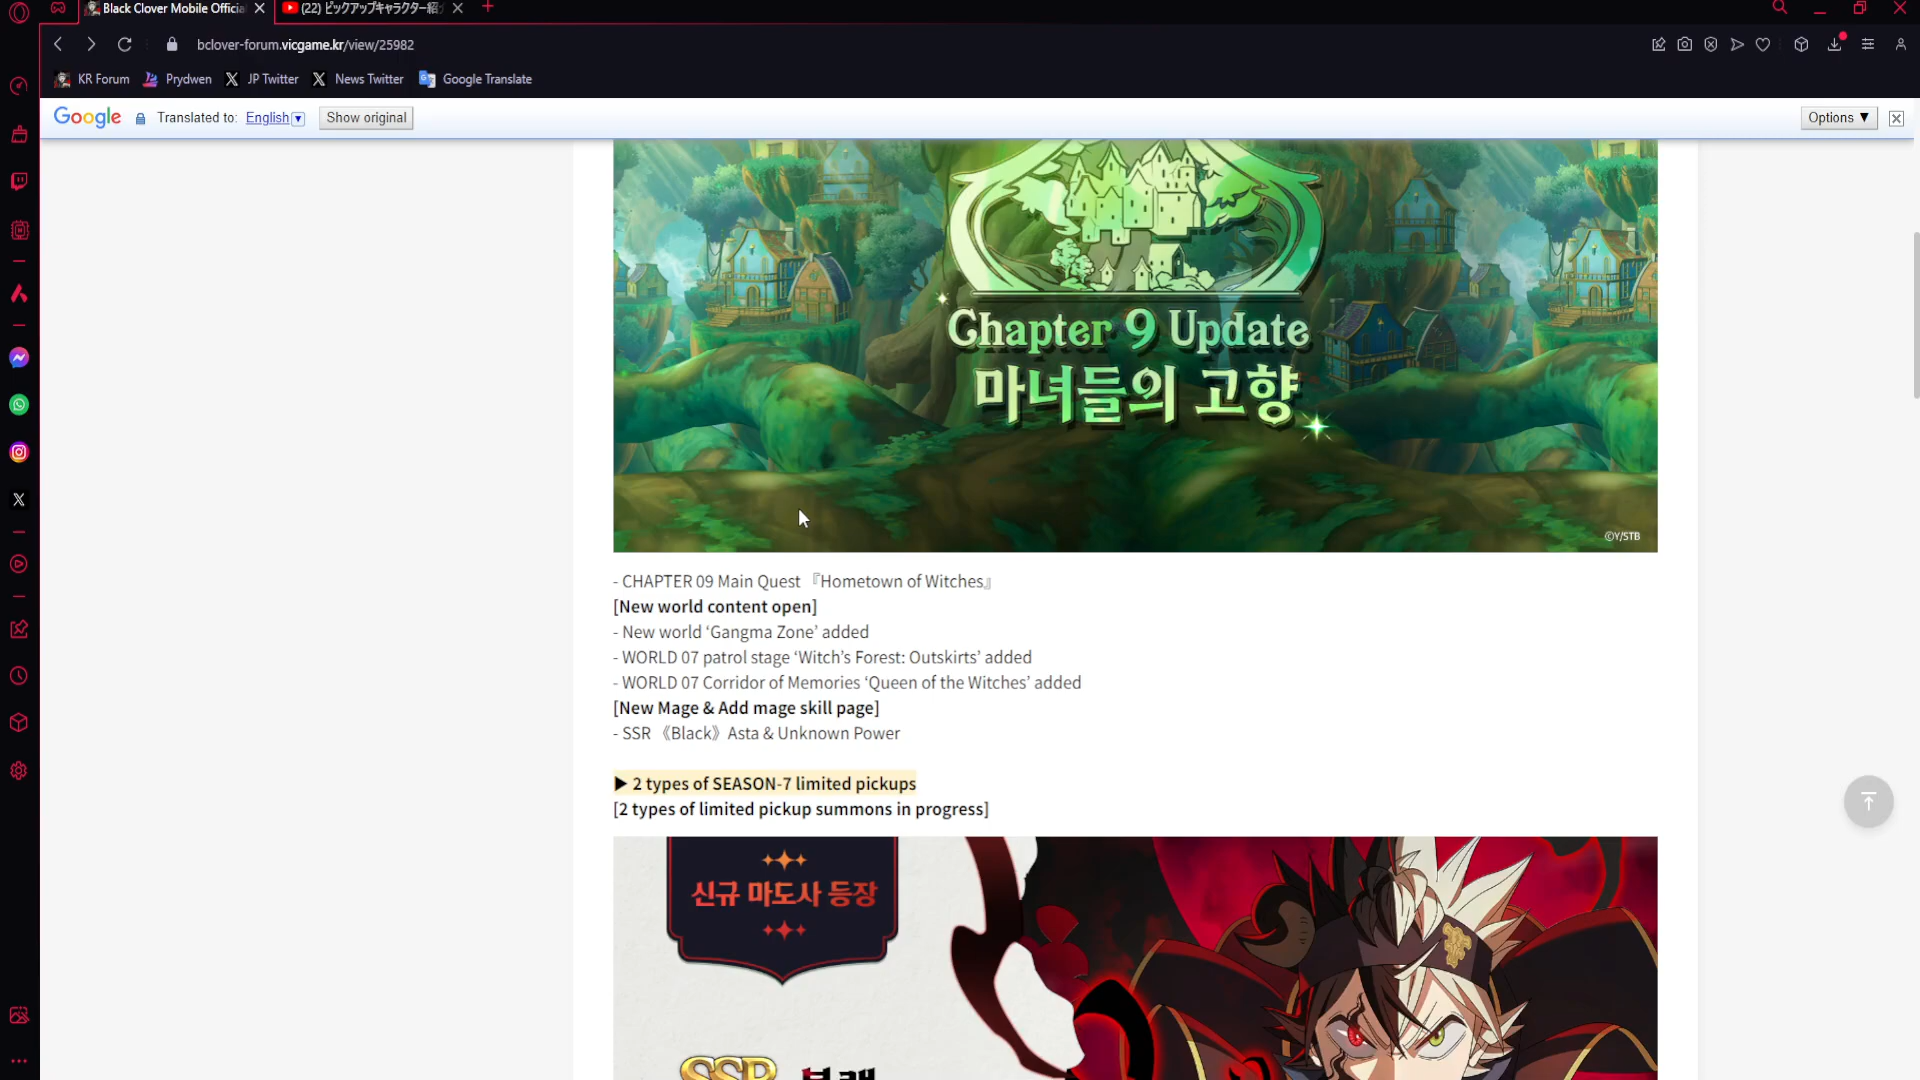 Black Clover Mobile Officia
(22) ピックアップキャラクター紹
bclover-forum.vicgame.kr/view/25982
KR Forum
Prydwen
JP Twitter
News Twitter
Google Translate
Google
Translated to:
English
Show original
Options ▼
Chapter 9 Update
마녀들의 고향
©Y/STB
- CHAPTER 09 Main Quest 『Hometown of Witches』
[New world content open]
- New world ‘Gangma Zone’ added
- WORLD 07 patrol stage ‘Witch’s Forest: Outskirts’ added
- WORLD 07 Corridor of Memories ‘Queen of the Witches’ added
[New Mage & Add mage skill page]
- SSR 《Black》 Asta & Unknown Power
▶ 2 types of SEASON-7 limited pickups
[2 types of limited pickup summons in progress]
신규 마도사 등장
SSR